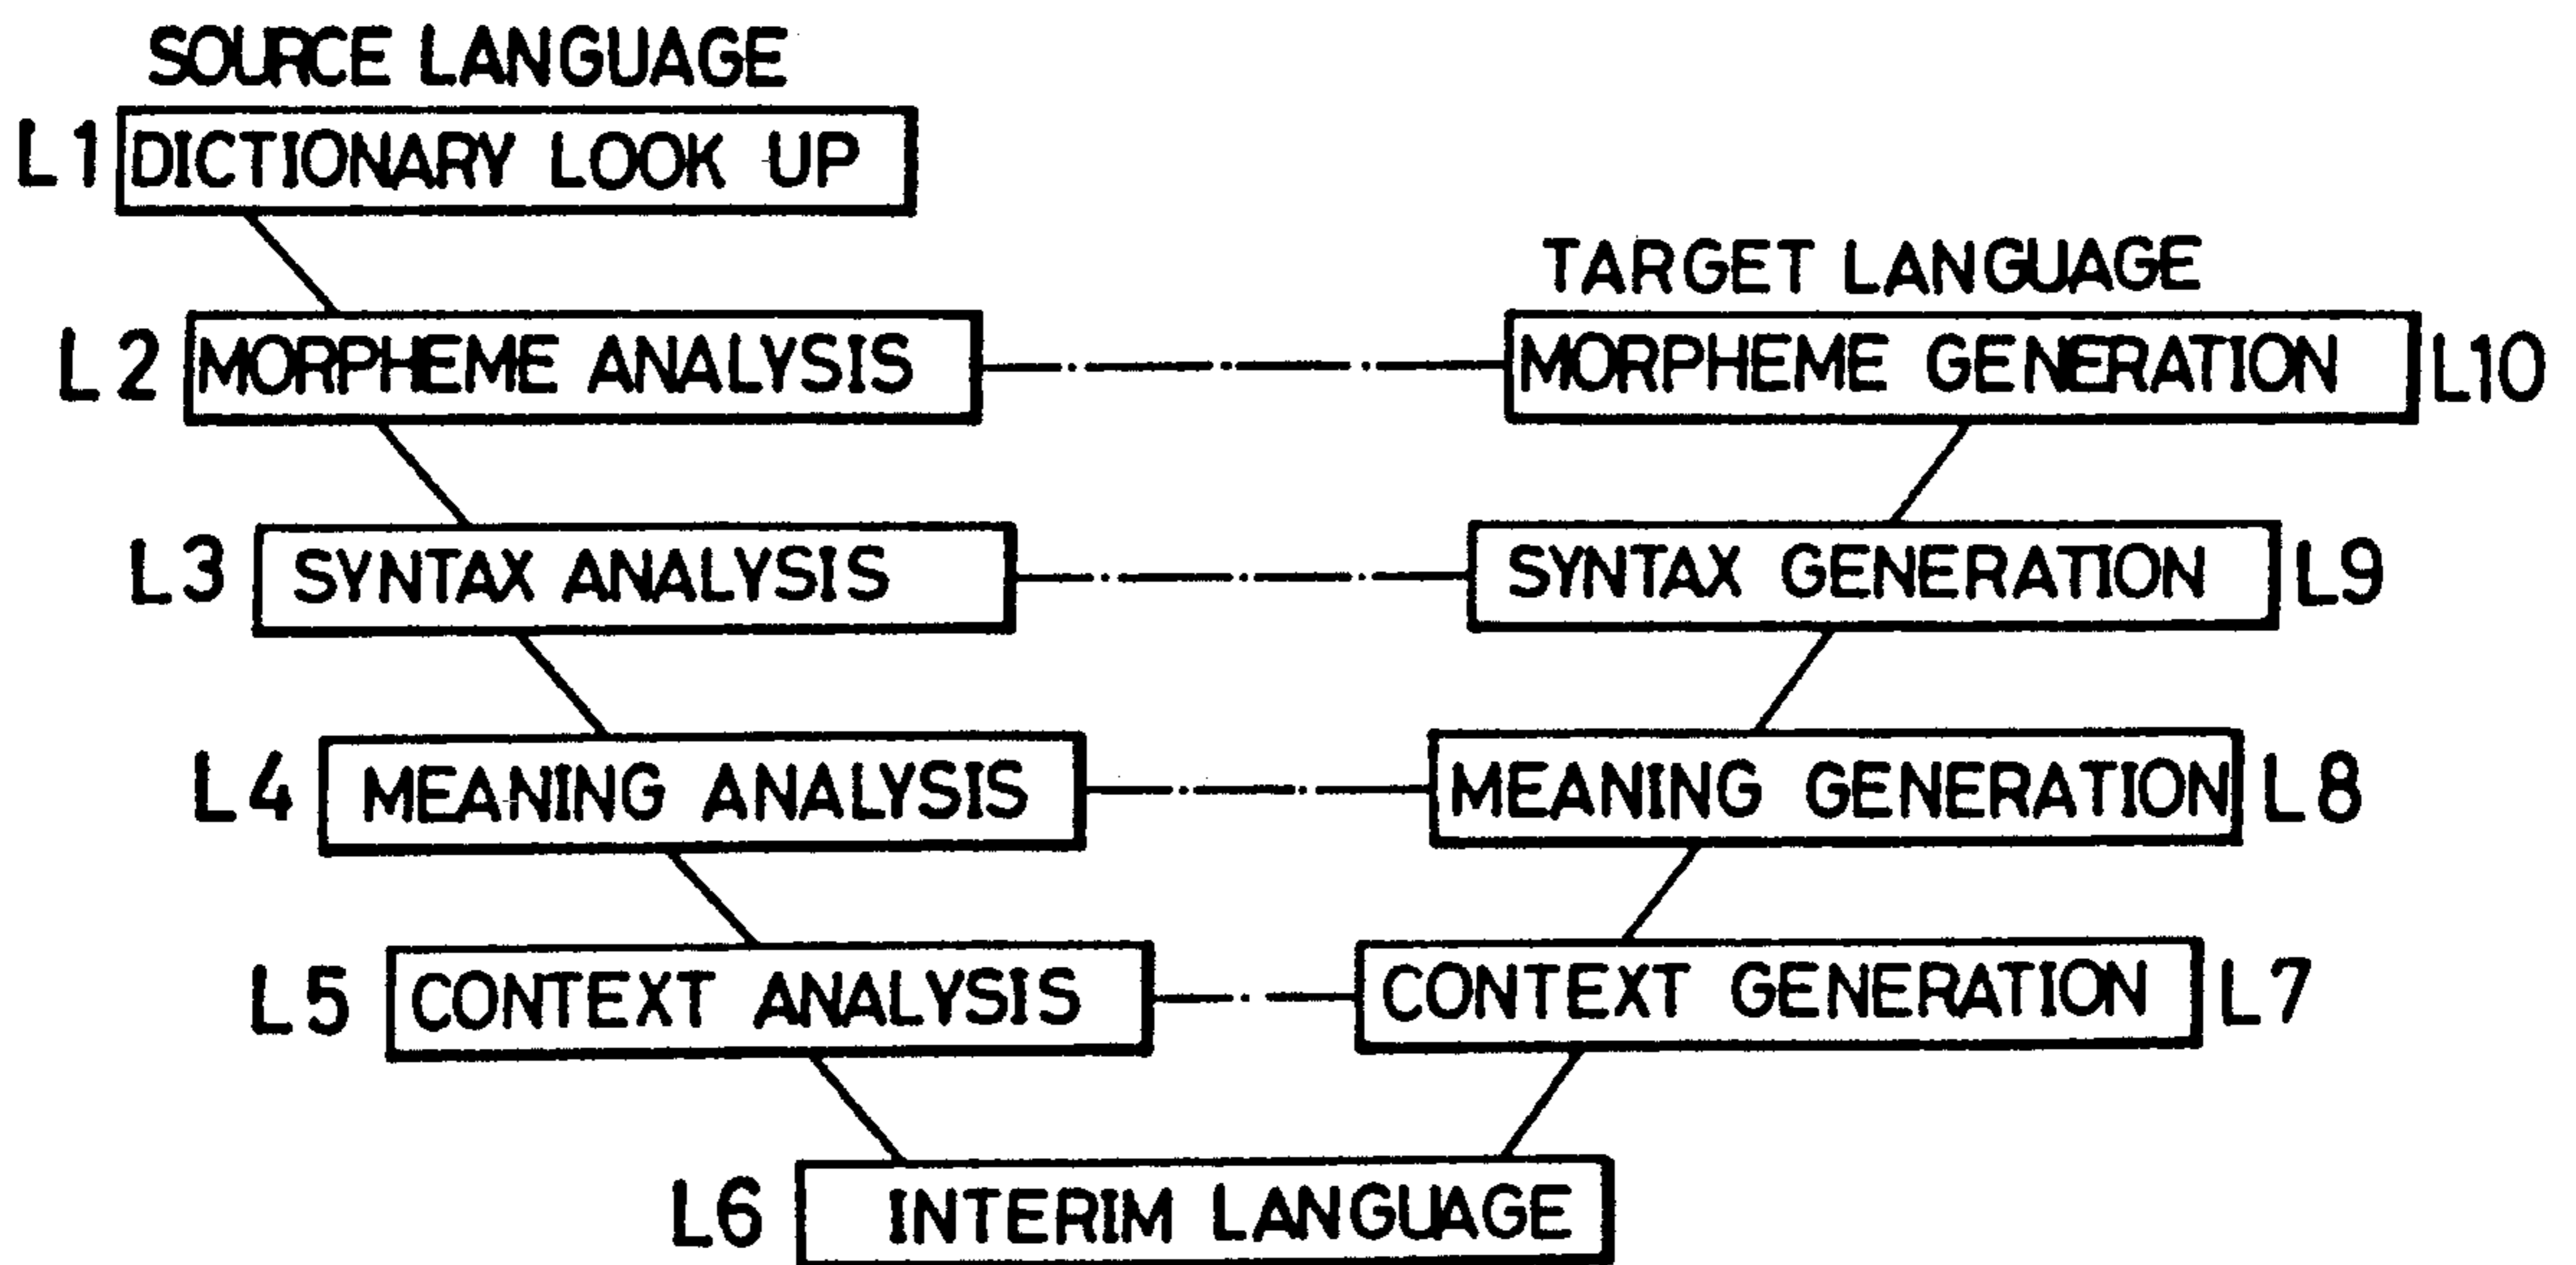 SOURCE LANGUAGE
L1 DICTIONARY LOOK UP
TARGET LANGUAGE
L2 MORPHEME ANALYSIS MORPHEME GENERATION L10
L3 SYNTAX ANALYSIS SYNTAX GENERATION L9
L4 MEANING ANALYSIS MEANING GENERATION L8
L5 CONTEXT ANALYSIS CONTEXT GENERATION L7
L6 INTERIM LANGUAGE